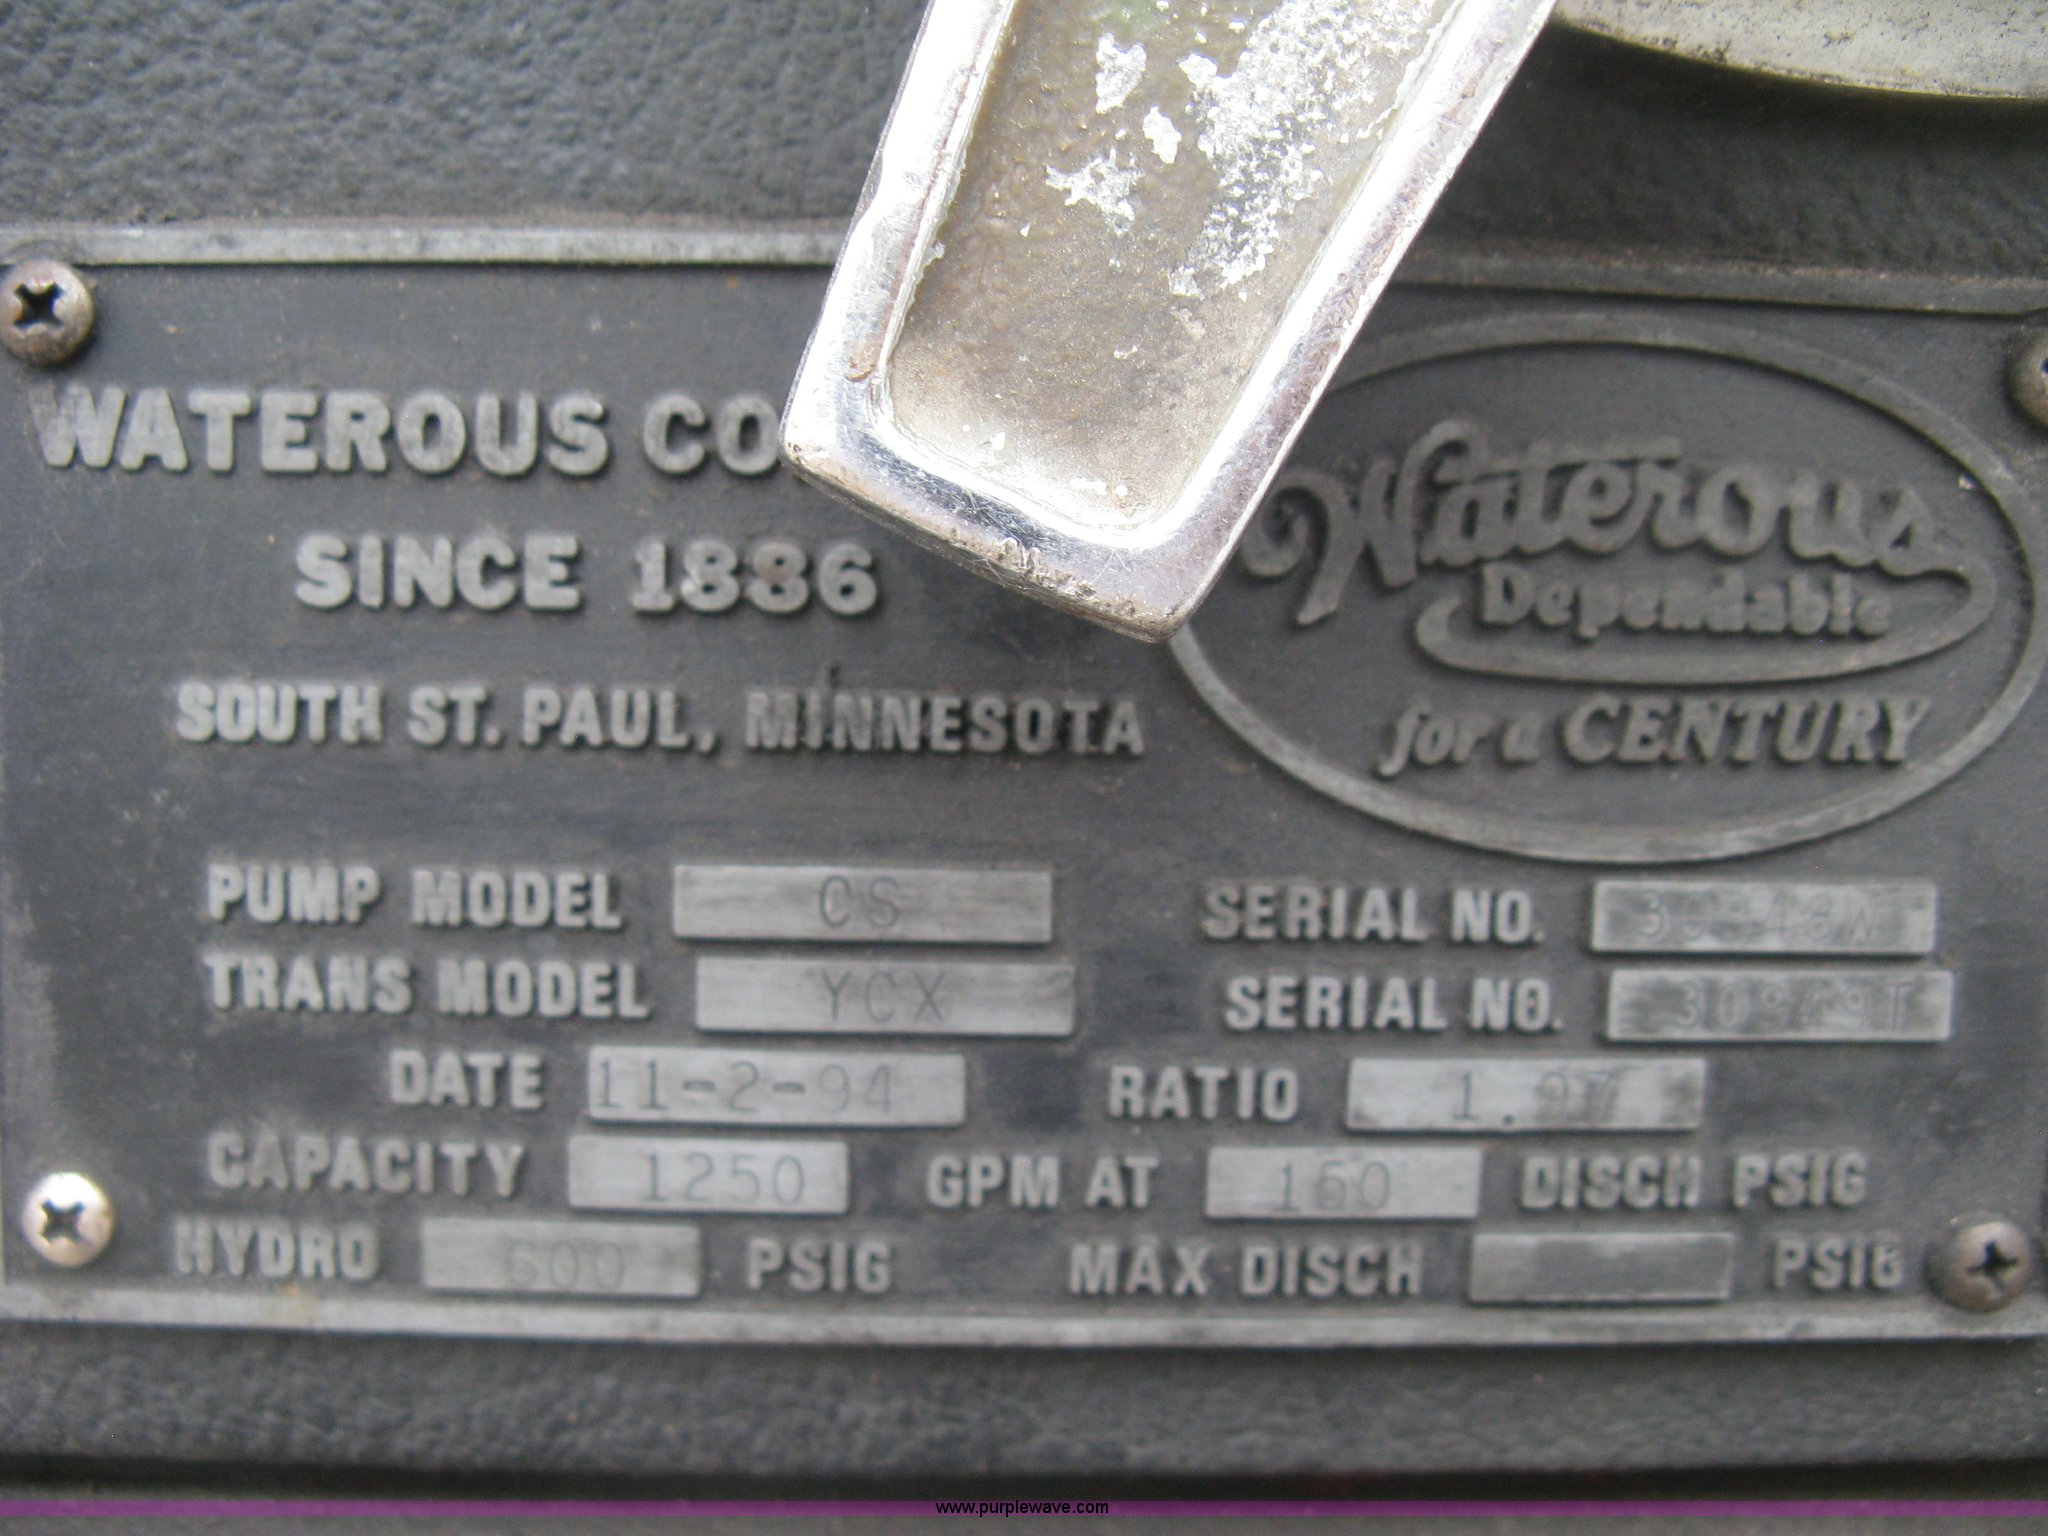 WATEROUS CO
SINCE 1886
SOUTH ST. PAUL, MINNESOTA
Waterous
Dependable
for a CENTURY
PUMP MODEL CS SERIAL NO.
TRANS MODEL YCX SERIAL NO.
DATE 11-2-94 RATIO 1.97
CAPACITY 1250 GPM AT 150 DISCH PSIG
HYDRO 600 PSIG MAX DISCH PSIG
www.purplewave.com